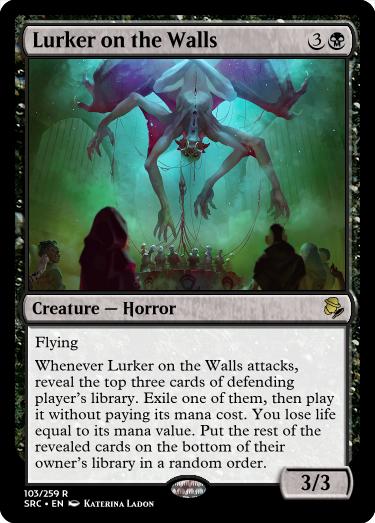 Lurker on the Walls 3
Creature — Horror
Flying
Whenever Lurker on the Walls attacks,
reveal the top three cards of defending
player's library. Exile one of them, then play
it without paying its mana cost. You lose life
equal to its mana value. Put the rest of the
revealed cards on the bottom of their
owner's library in a random order.
3/3
103/259 R
SRC • EN Katerina Ladon